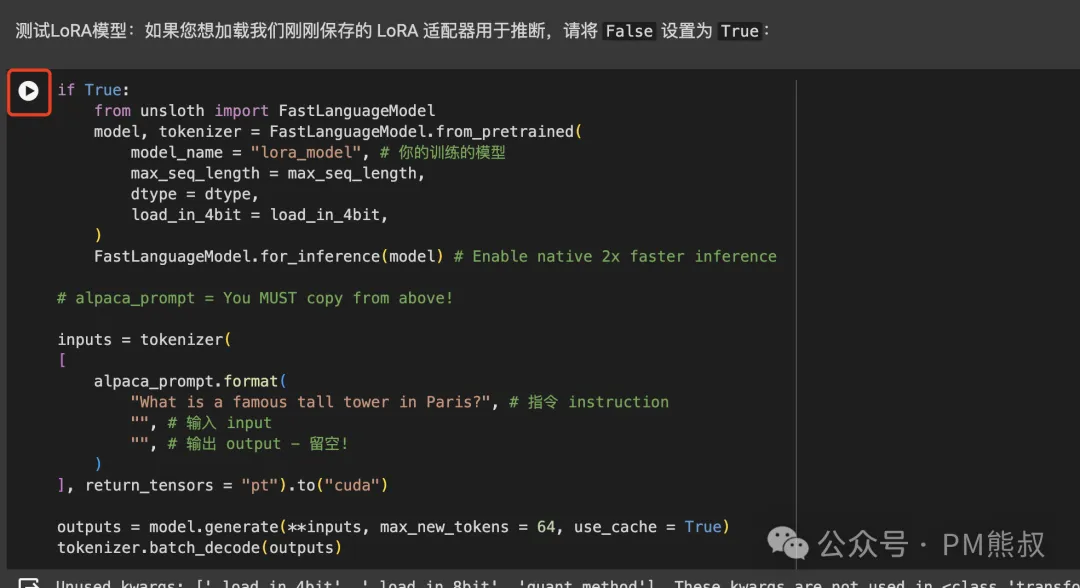 测试LoRA模型：如果您想加载我们刚刚保存的 LoRA 适配器用于推断，请将 False 设置为 True：
if True:
    from unsloth import FastLanguageModel
    model, tokenizer = FastLanguageModel.from_pretrained(
        model_name = "lora_model", # 你的训练的模型
        max_seq_length = max_seq_length,
        dtype = dtype,
        load_in_4bit = load_in_4bit,
    )
    FastLanguageModel.for_inference(model) # Enable native 2x faster inference
# alpaca_prompt = You MUST copy from above!
inputs = tokenizer(
[
    alpaca_prompt.format(
        "What is a famous tall tower in Paris?", # 指令 instruction
        "", # 输入 input
        "", # 输出 output - 留空!
    )
], return_tensors = "pt").to("cuda")
outputs = model.generate(**inputs, max_new_tokens = 64, use_cache = True)
tokenizer.batch_decode(outputs)
公众号 · PM熊叔
Unused kwargs: ['_load_in_4bit', '_load_in_8bit', 'quant_method']. These kwargs are not used in <class 'transfo